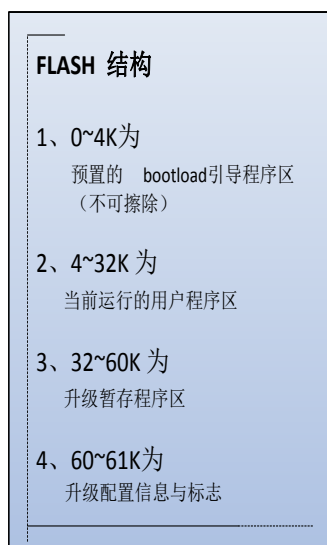 FLASH 结构
1、0~4K为
预置的 bootload引导程序区
（不可擦除）
2、4~32K 为
当前运行的用户程序区
3、32~60K 为
升级暂存程序区
4、60~61K为
升级配置信息与标志